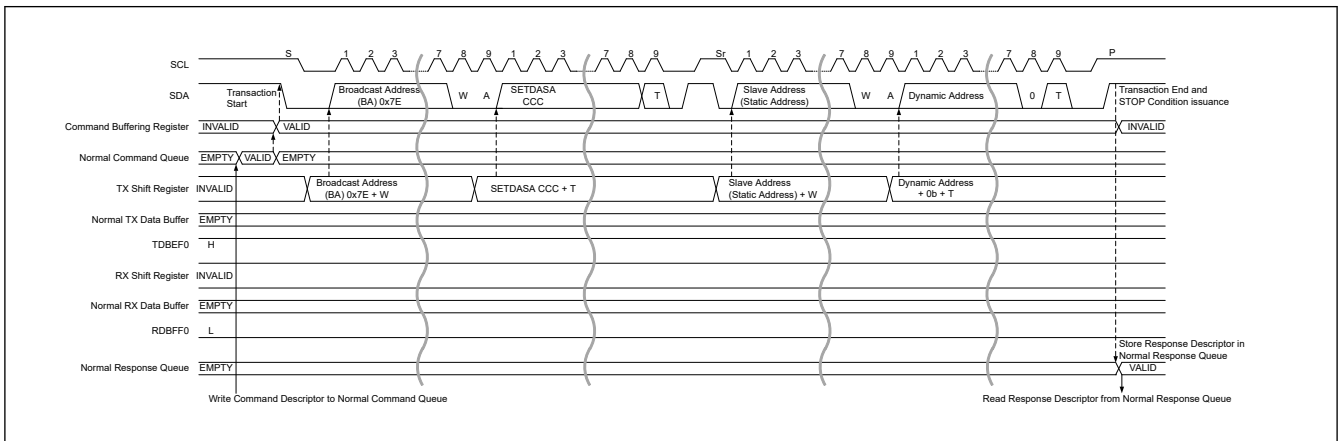 SCL S 1 2 3 7 8 9 1 2 3 7 8 9 Sr 1 2 3 7 8 9 1 2 3 7 8 9 P
SDA
Transaction
Start
Broadcast Address
(BA) 0x7E
W A
SETDASA
CCC
T
Slave Address
(Static Address)
W A
Dynamic Address
0 T
Transaction End and
STOP Condition issuance
Command Buffering Register INVALID VALID INVALID
Normal Command Queue EMPTY VALID EMPTY
TX Shift Register INVALID
Broadcast Address
(BA) 0x7E + W
SETDASA CCC + T
Slave Address
(Static Address) + W
Dynamic Address
+ 0b + T
Normal TX Data Buffer EMPTY
TDBEF0 H
RX Shift Register INVALID
Normal RX Data Buffer EMPTY
RDBFF0 L
Store Response Descriptor in
Normal Response Queue
Normal Response Queue EMPTY VALID
Write Command Descriptor to Normal Command Queue
Read Response Descriptor from Normal Response Queue